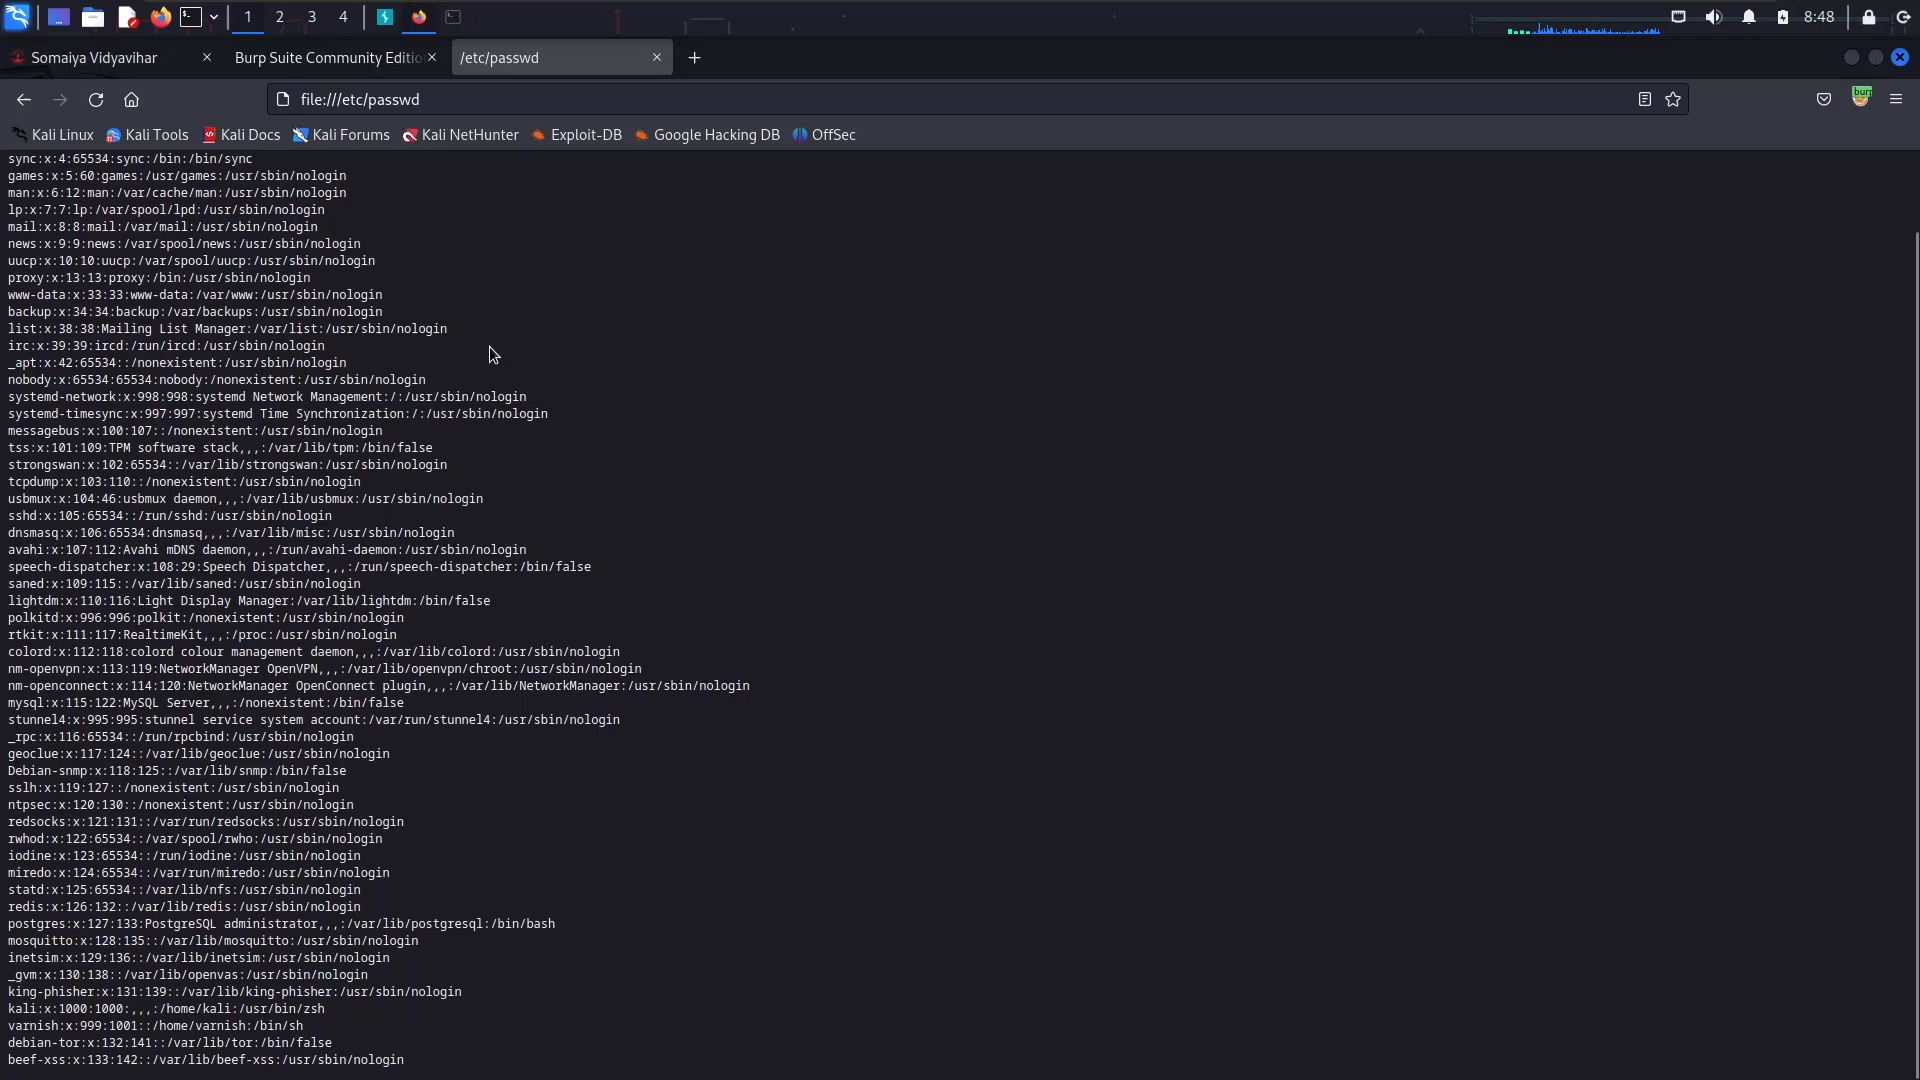 1 2 3 4 8:48
Somaiya Vidyavihar Burp Suite Community Editio /etc/passwd
file:///etc/passwd burp
Kali Linux Kali Tools Kali Docs Kali Forums Kali NetHunter Exploit-DB Google Hacking DB OffSec
sync:x:4:65534:sync:/bin:/bin/sync
games:x:5:60:games:/usr/games:/usr/sbin/nologin
man:x:6:12:man:/var/cache/man:/usr/sbin/nologin
lp:x:7:7:lp:/var/spool/lpd:/usr/sbin/nologin
mail:x:8:8:mail:/var/mail:/usr/sbin/nologin
news:x:9:9:news:/var/spool/news:/usr/sbin/nologin
uucp:x:10:10:uucp:/var/spool/uucp:/usr/sbin/nologin
proxy:x:13:13:proxy:/bin:/usr/sbin/nologin
www-data:x:33:33:www-data:/var/www:/usr/sbin/nologin
backup:x:34:34:backup:/var/backups:/usr/sbin/nologin
list:x:38:38:Mailing List Manager:/var/list:/usr/sbin/nologin
irc:x:39:39:ircd:/run/ircd:/usr/sbin/nologin
_apt:x:42:65534::/nonexistent:/usr/sbin/nologin
nobody:x:65534:65534:nobody:/nonexistent:/usr/sbin/nologin
systemd-network:x:998:998:systemd Network Management:/:/usr/sbin/nologin
systemd-timesync:x:997:997:systemd Time Synchronization:/:/usr/sbin/nologin
messagebus:x:100:107::/nonexistent:/usr/sbin/nologin
tss:x:101:109:TPM software stack,,,:/var/lib/tpm:/bin/false
strongswan:x:102:65534::/var/lib/strongswan:/usr/sbin/nologin
tcpdump:x:103:110::/nonexistent:/usr/sbin/nologin
usbmux:x:104:46:usbmux daemon,,,:/var/lib/usbmux:/usr/sbin/nologin
sshd:x:105:65534::/run/sshd:/usr/sbin/nologin
dnsmasq:x:106:65534:dnsmasq,,,:/var/lib/misc:/usr/sbin/nologin
avahi:x:107:112:Avahi mDNS daemon,,,:/run/avahi-daemon:/usr/sbin/nologin
speech-dispatcher:x:108:29:Speech Dispatcher,,,:/run/speech-dispatcher:/bin/false
saned:x:109:115::/var/lib/saned:/usr/sbin/nologin
lightdm:x:110:116:Light Display Manager:/var/lib/lightdm:/bin/false
polkitd:x:996:996:polkit:/nonexistent:/usr/sbin/nologin
rtkit:x:111:117:RealtimeKit,,,:/proc:/usr/sbin/nologin
colord:x:112:118:colord colour management daemon,,,:/var/lib/colord:/usr/sbin/nologin
nm-openvpn:x:113:119:NetworkManager OpenVPN,,,:/var/lib/openvpn/chroot:/usr/sbin/nologin
nm-openconnect:x:114:120:NetworkManager OpenConnect plugin,,,:/var/lib/NetworkManager:/usr/sbin/nologin
mysql:x:115:122:MySQL Server,,,:/nonexistent:/bin/false
stunnel4:x:995:995:stunnel service system account:/var/run/stunnel4:/usr/sbin/nologin
_rpc:x:116:65534::/run/rpcbind:/usr/sbin/nologin
geoclue:x:117:124::/var/lib/geoclue:/usr/sbin/nologin
Debian-snmp:x:118:125::/var/lib/snmp:/bin/false
sslh:x:119:127::/nonexistent:/usr/sbin/nologin
ntpsec:x:120:130::/nonexistent:/usr/sbin/nologin
redsocks:x:121:131::/var/run/redsocks:/usr/sbin/nologin
rwhod:x:122:65534::/var/spool/rwho:/usr/sbin/nologin
iodine:x:123:65534::/run/iodine:/usr/sbin/nologin
miredo:x:124:65534::/var/run/miredo:/usr/sbin/nologin
statd:x:125:65534::/var/lib/nfs:/usr/sbin/nologin
redis:x:126:132::/var/lib/redis:/usr/sbin/nologin
postgres:x:127:133:PostgreSQL administrator,,,:/var/lib/postgresql:/bin/bash
mosquitto:x:128:135::/var/lib/mosquitto:/usr/sbin/nologin
inetsim:x:129:136::/var/lib/inetsim:/usr/sbin/nologin
_gvm:x:130:138::/var/lib/openvas:/usr/sbin/nologin
king-phisher:x:131:139::/var/lib/king-phisher:/usr/sbin/nologin
kali:x:1000:1000:,,,:/home/kali:/usr/bin/zsh
varnish:x:999:1001::/home/varnish:/bin/sh
debian-tor:x:132:141::/var/lib/tor:/bin/false
beef-xss:x:133:142::/var/lib/beef-xss:/usr/sbin/nologin